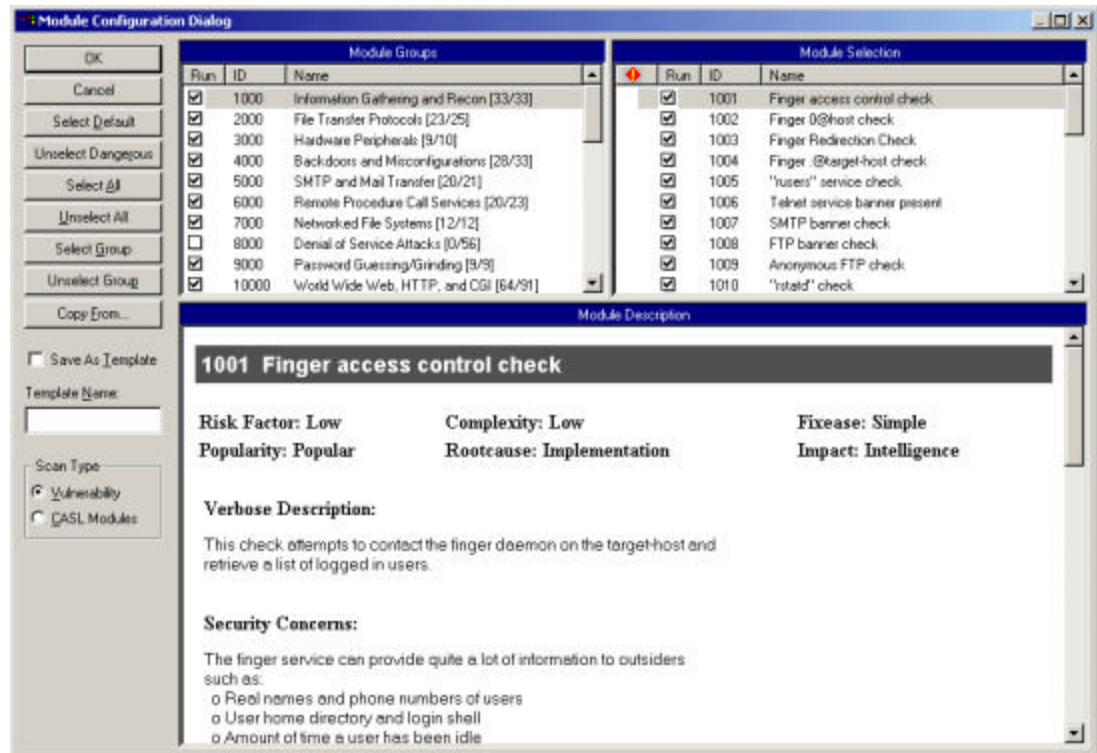 Module Configuration Dialog
OK
Cancel
Select Default
Unselect Dangerous
Select All
Unselect All
Select Group
Unselect Group
Copy From...
Save As Template
Template Name:
Scan Type
Vulnerability
CASL Modules
Module Groups
Run ID Name
1000 Information Gathering and Recon [33/33]
2000 File Transfer Protocols [23/25]
3000 Hardware Peripherals [9/10]
4000 Backdoors and Misconfigurations [28/33]
5000 SMTP and Mail Transfer [20/21]
6000 Remote Procedure Call Services [20/23]
7000 Networked File Systems [12/12]
8000 Denial of Service Attacks [0/56]
9000 Password Guessing/Grinding [9/9]
10000 World Wide Web, HTTP, and CGI [64/91]
Module Selection
Run ID Name
1001 Finger access control check
1002 Finger 0@host check
1003 Finger Redirection Check
1004 Finger .@target-host check
1005 "rusers" service check
1006 Telnet service banner present
1007 SMTP banner check
1008 FTP banner check
1009 Anonymous FTP check
1010 "rstatd" check
Module Description
1001 Finger access control check
Risk Factor: Low Complexity: Low Fixease: Simple
Popularity: Popular Rootcause: Implementation Impact: Intelligence
Verbose Description:
This check attempts to contact the finger daemon on the target-host and
retrieve a list of logged in users.
Security Concerns:
The finger service can provide quite a lot of information to outsiders
such as:
o Real names and phone numbers of users
o User home directory and login shell
o Amount of time a user has been idle